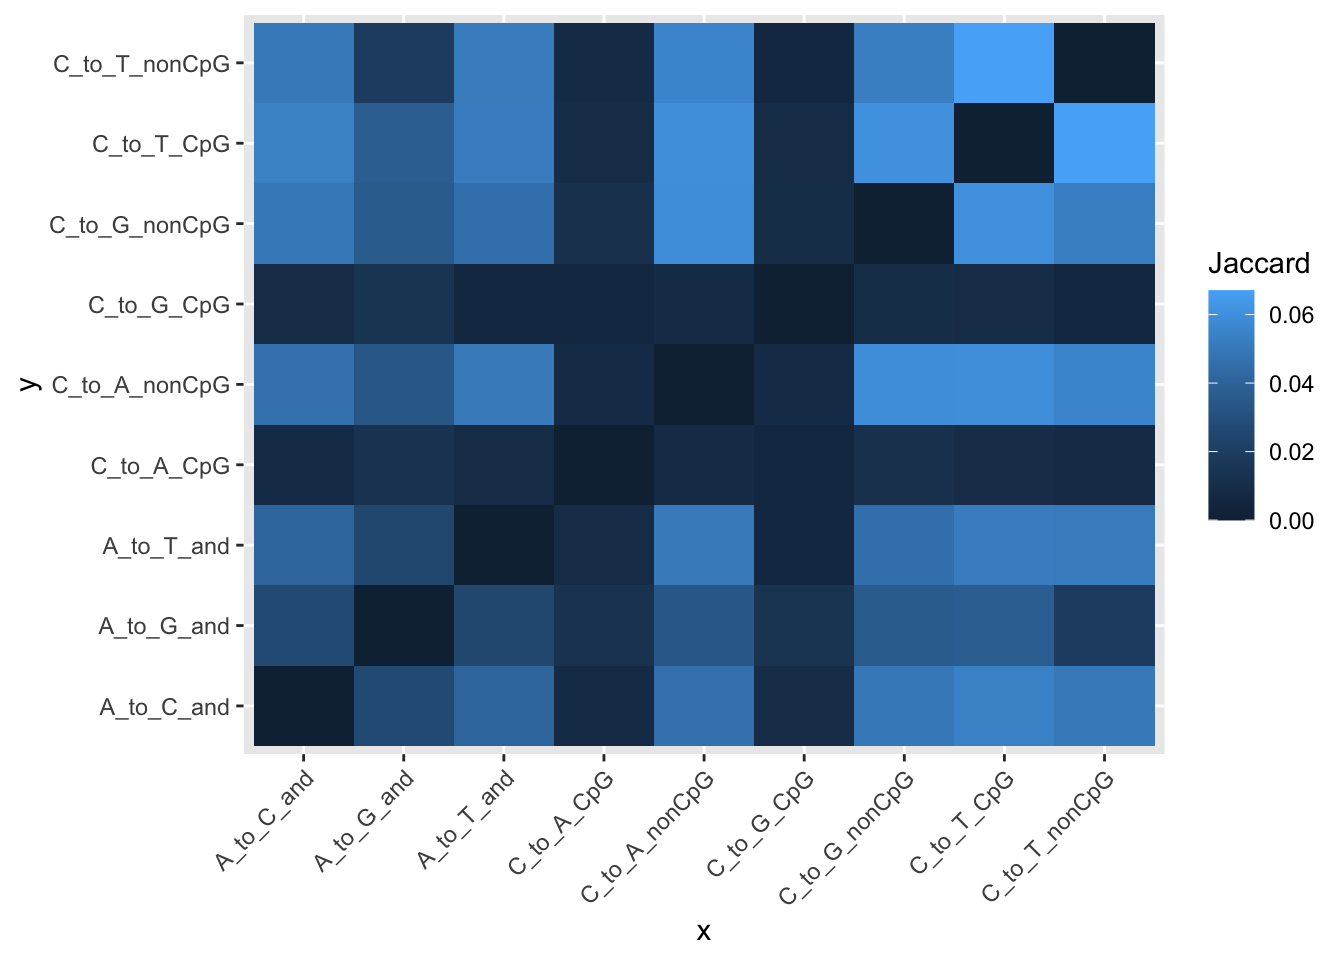 C_to_T_nonCpG
C_to_T_CpG
C_to_G_nonCpG
C_to_G_CpG
C_to_A_nonCpG
C_to_A_CpG
A_to_T_and
A_to_G_and
A_to_C_and
y
A_to_C_and
A_to_G_and
A_to_T_and
C_to_A_CpG
C_to_A_nonCpG
C_to_G_CpG
C_to_G_nonCpG
C_to_T_CpG
C_to_T_nonCpG
x
Jaccard
0.06
0.04
0.02
0.00